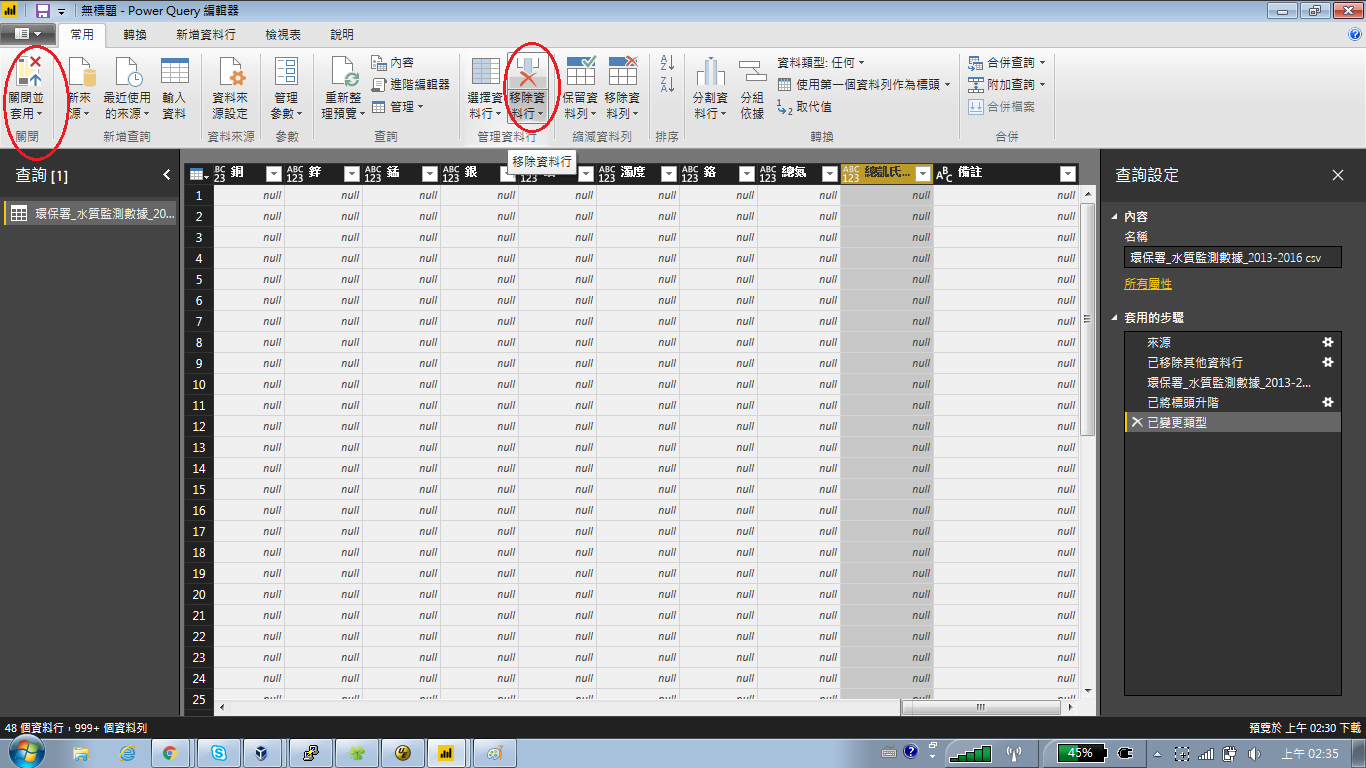 無標題 - Power Query 編輯器
常用 轉換 新增資料行 檢視表 說明
關閉並套用
新來源
最近使用的來源
輸入資料
資料來源設定
管理參數
重新整理預覽
內容
進階編輯器
管理
選擇資料行
移除資料行
保留資料列
移除資料列
分割資料行
分組依據
資料類型: 任何
使用第一個資料列作為標頭
取代值
合併查詢
附加查詢
合併檔案
關閉 新增查詢 資料來源 參數 查詢 管理資料行 縮減資料列 排序 轉換 合併
移除資料行
查詢 [1]
環保署_水質監測數據_20...
銅 鋅 錳 銀 濁度 鉻 總氮 總凱氏... 備註
1 null null null null null null null null null null
2 null null null null null null null null null null
3 null null null null null null null null null null
4 null null null null null null null null null null
5 null null null null null null null null null null
6 null null null null null null null null null null
7 null null null null null null null null null null
8 null null null null null null null null null null
9 null null null null null null null null null null
10 null null null null null null null null null null
11 null null null null null null null null null null
12 null null null null null null null null null null
13 null null null null null null null null null null
14 null null null null null null null null null null
15 null null null null null null null null null null
16 null null null null null null null null null null
17 null null null null null null null null null null
18 null null null null null null null null null null
19 null null null null null null null null null null
20 null null null null null null null null null null
21 null null null null null null null null null null
22 null null null null null null null null null null
23 null null null null null null null null null null
24 null null null null null null null null null null
25
查詢設定
內容
名稱
環保署_水質監測數據_2013-2016 csv
所有屬性
套用的步驟
來源
已移除其他資料行
環保署_水質監測數據_2013-2...
已將標頭升階
已變更類型
48 個資料行，999+ 個資料列
預覽於 上午 02:30 下載
45%
上午 02:35